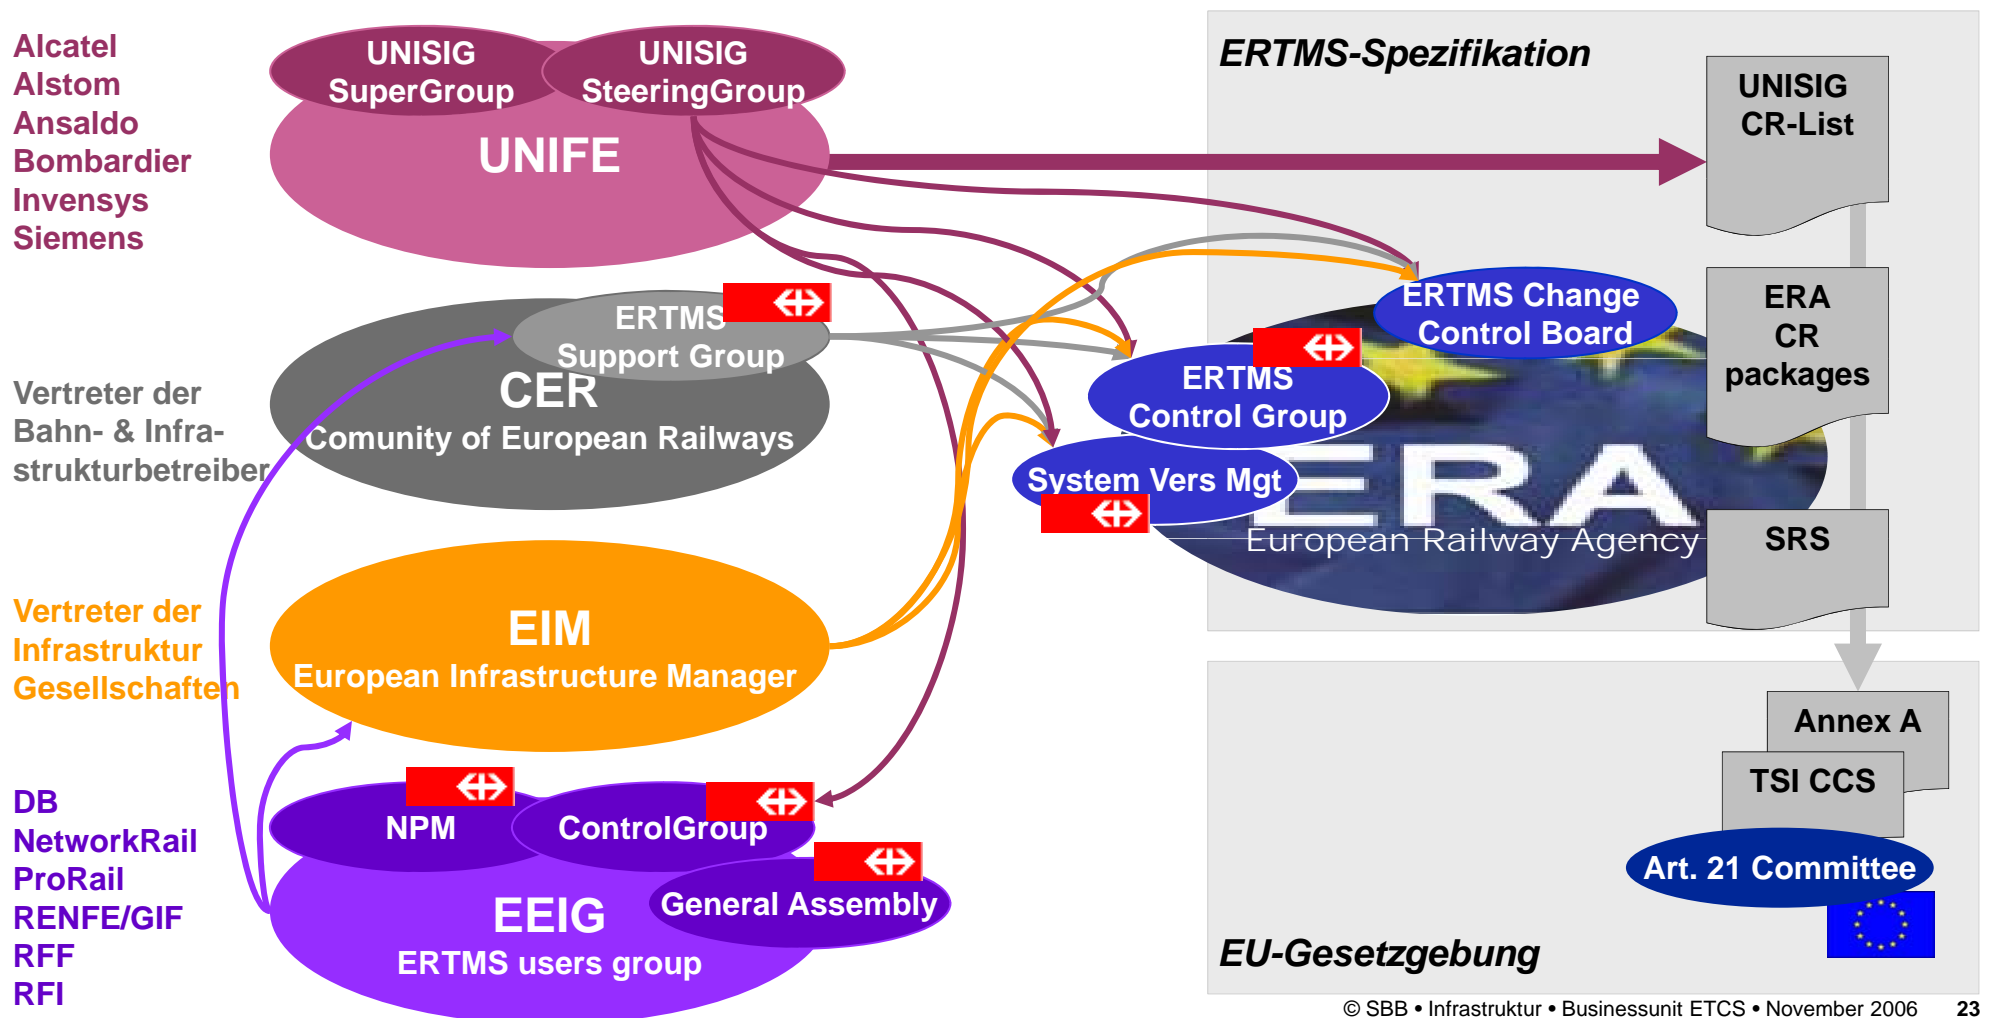 Alcatel
Alstom
Ansaldo
Bombardier
Invensys
Siemens
UNISIG
SuperGroup
UNISIG
SteeringGroup
UNIFE
ERTMS-Spezifikation
UNISIG
CR-List
ERA
CR
packages
SRS
Vertreter der
Bahn- & Infra-
strukturbetreiber
ERTMS
Support Group
CER
Comunity of European Railways
ERTMS Change
Control Board
ERTMS
Control Group
System Vers Mgt
ERA
European Railway Agency
Vertreter der
Infrastruktur
Gesellschaften
EIM
European Infrastructure Manager
DB
NetworkRail
ProRail
RENFE/GIF
RFF
RFI
NPM
ControlGroup
General Assembly
EEIG
ERTMS users group
Annex A
TSI CCS
Art. 21 Committee
EU-Gesetzgebung
© SBB • Infrastruktur • Businessunit ETCS • November 2006 23